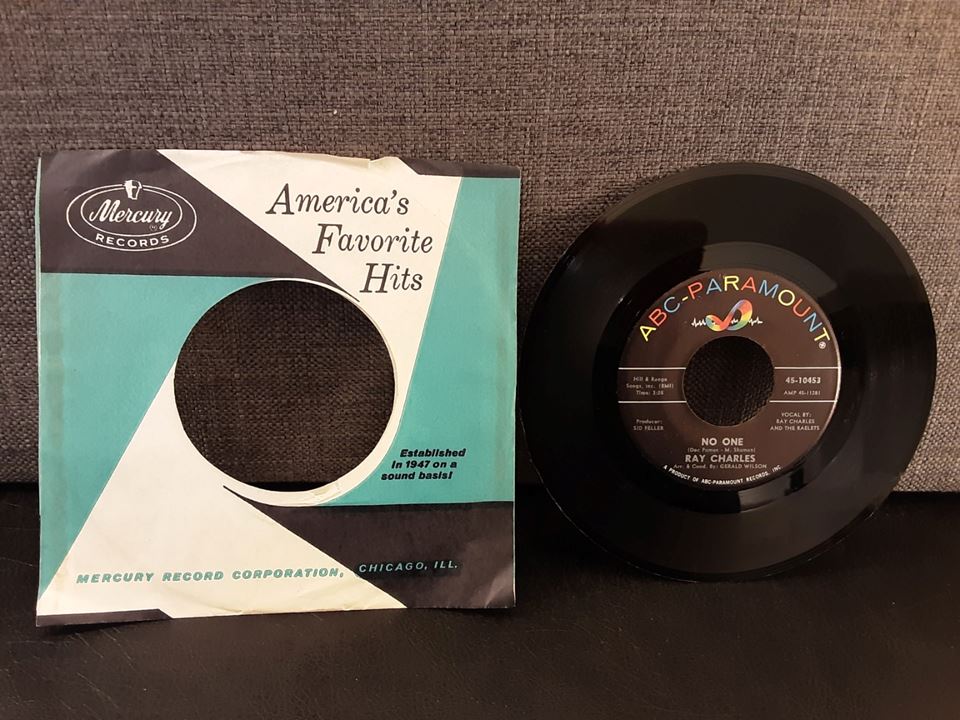 Mercury
RECORDS
America's
Favorite
Hits
Established
in 1947 on a
sound basis!
MERCURY RECORD CORPORATION, CHICAGO, ILL.
ABC-PARAMOUNT
®
Hill & Range
Songs, Inc. (BMI)
Time: 3:08
45-10453
AMP 45-11381
Producer:
SID FELLER
VOCAL BY:
RAY CHARLES
AND THE RAELETS
NO ONE
(Doc Pomus - M. Shuman)
RAY CHARLES
Arr. & Cond. By: GERALD WILSON
A PRODUCT OF ABC-PARAMOUNT RECORDS, INC.